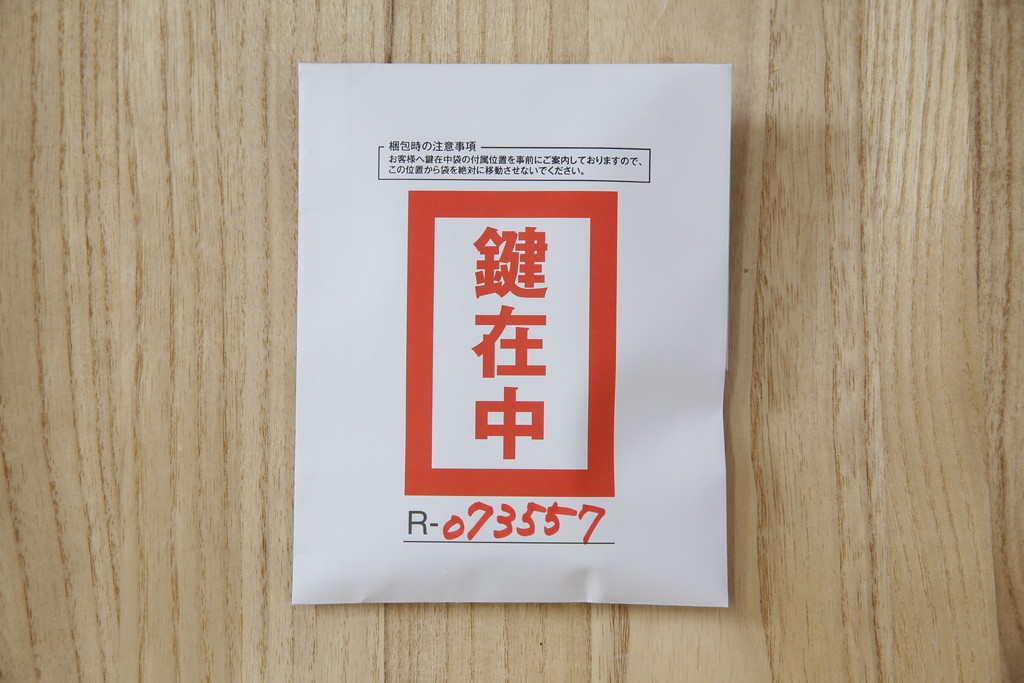 梱包時の注意事項
お客様へ鍵在中袋の付属位置を事前にご案内しておりますので、
この位置から袋を絶対に移動させないでください。
鍵在中
R-073557